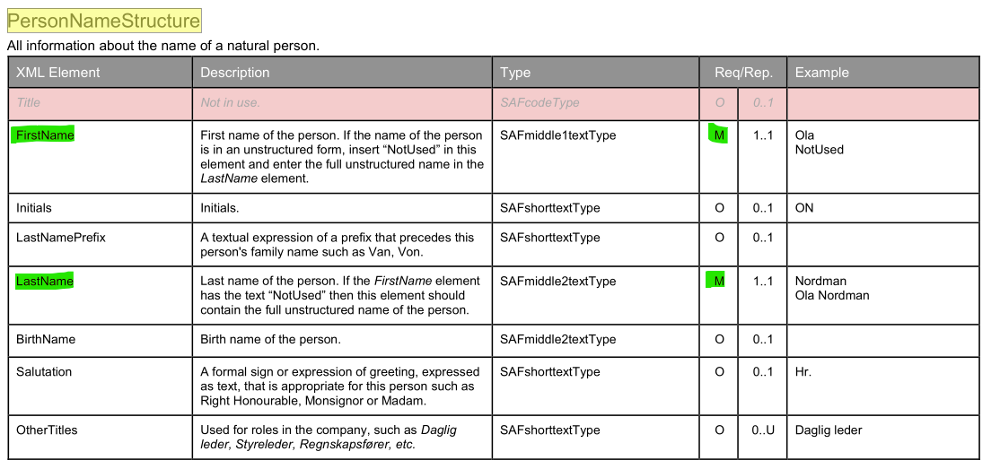 PersonNameStructure
All information about the name of a natural person.
XML Element Description Type Req/Rep. Example
Title Not in use. SAFcodeType O 0..1
FirstName First name of the person. If the name of the person SAFmiddle1textType M 1..1 Ola
is in an unstructured form, insert “NotUsed” in this NotUsed
element and enter the full unstructured name in the
LastName element.
Initials Initials. SAFshorttextType O 0..1 ON
LastNamePrefix A textual expression of a prefix that precedes this SAFshorttextType O 0..1
person's family name such as Van, Von.
LastName Last name of the person. If the FirstName element SAFmiddle2textType M 1..1 Nordman
has the text “NotUsed” then this element should Ola Nordman
contain the full unstructured name of the person.
BirthName Birth name of the person. SAFmiddle2textType O 0..1
Salutation A formal sign or expression of greeting, expressed SAFshorttextType O 0..1 Hr.
as text, that is appropriate for this person such as
Right Honourable, Monsignor or Madam.
OtherTitles Used for roles in the company, such as Daglig SAFshorttextType O 0..U Daglig leder
leder, Styreleder, Regnskapsfører, etc.